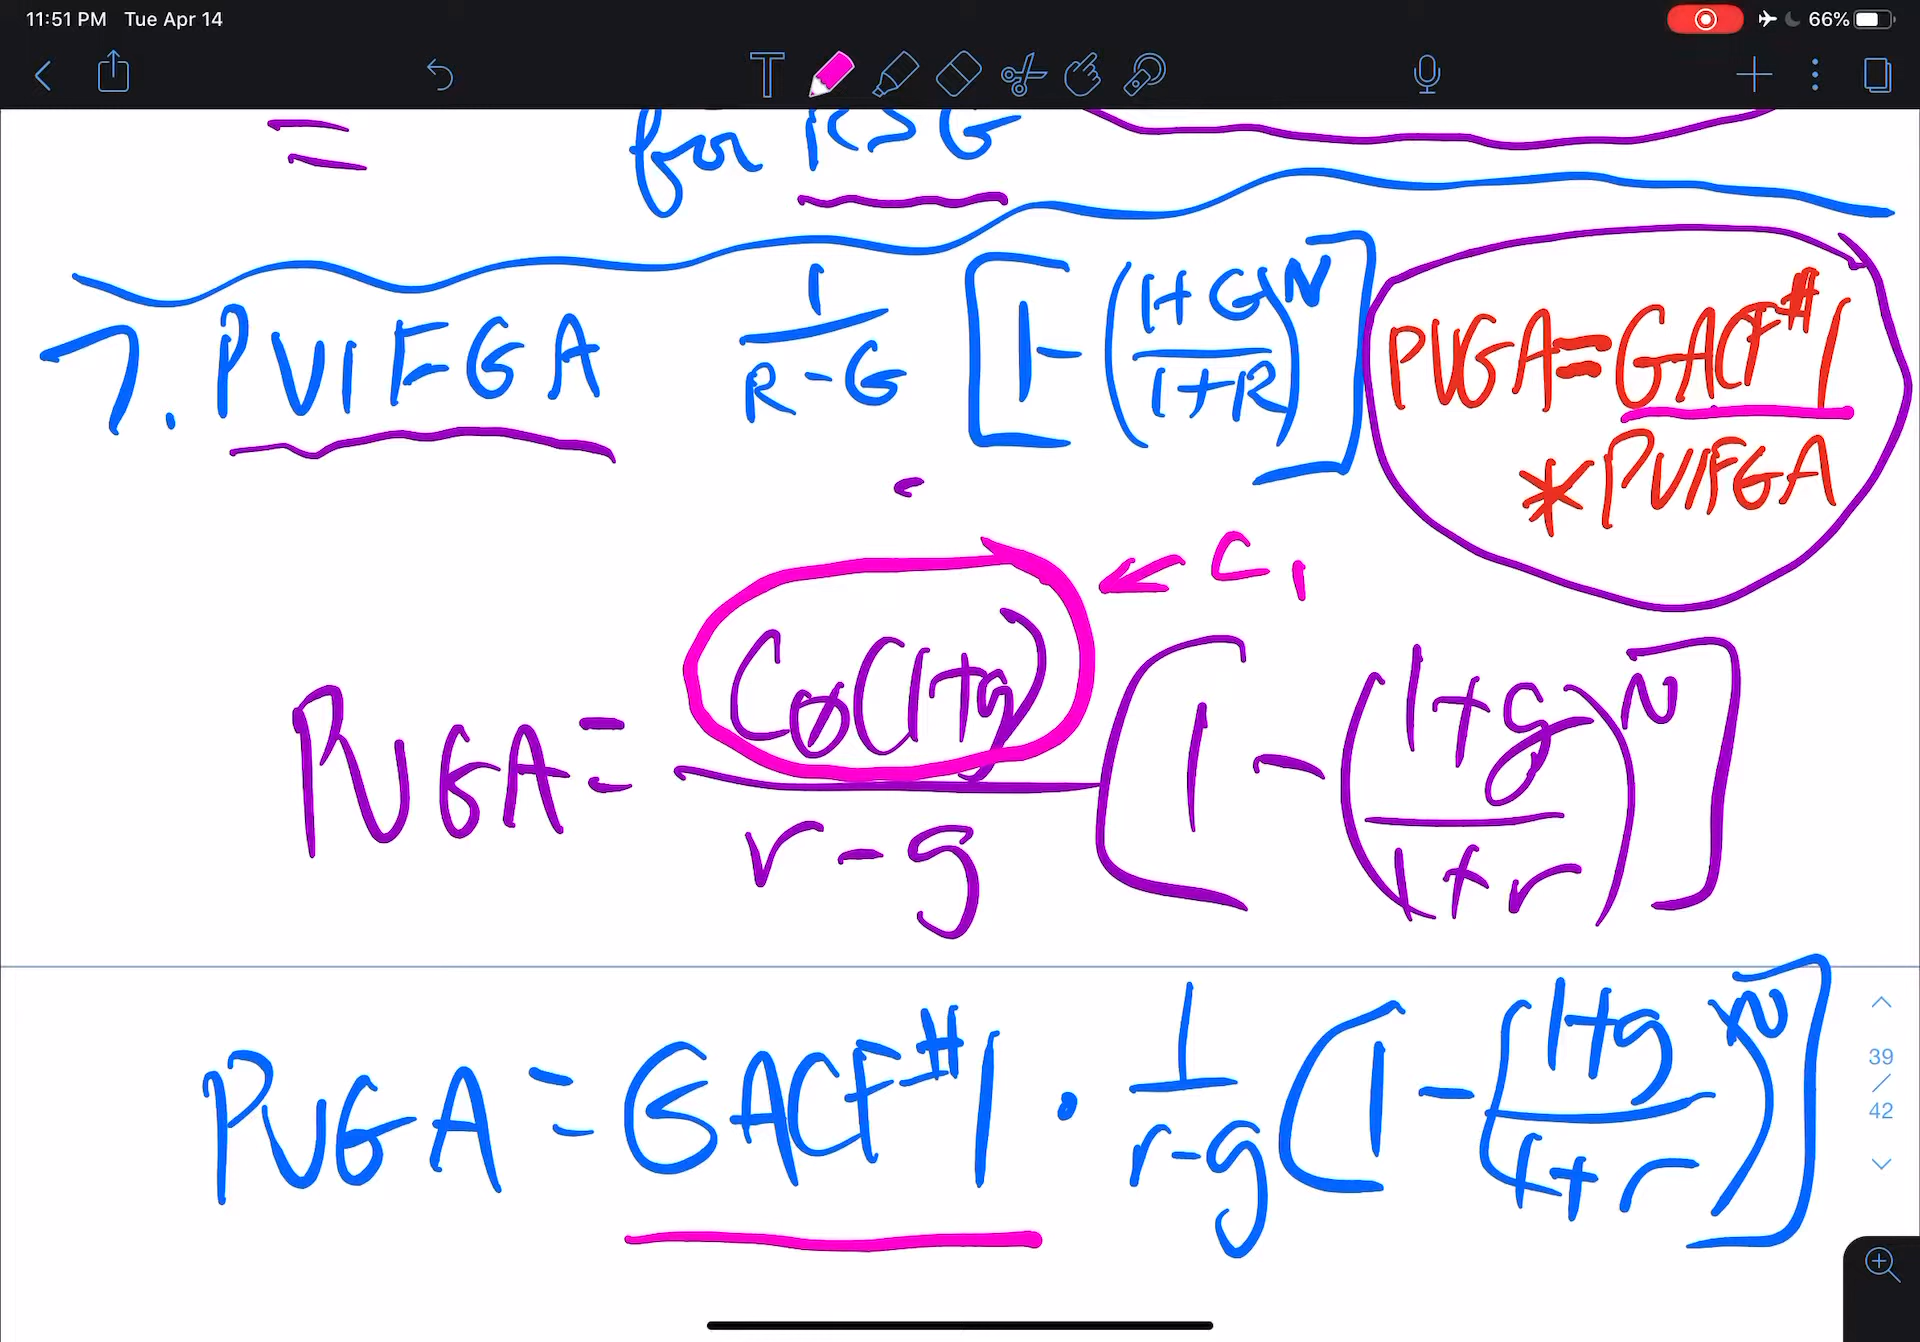 11:51 PM Tue Apr 14 66%
T
for RSG
7. PVIFGA 1/(R-G) [1-((1+G)/(1+R))^N]
PVGA=GACF#1
*PVIFGA
← C₁
PVGA= C0(1+g)/(r-g) [1-((1+g)/(1+r))^N]
PVGA=GACF#1 · 1/(r-g) [1-((1+g)/(1+r))^N]
39
/
42